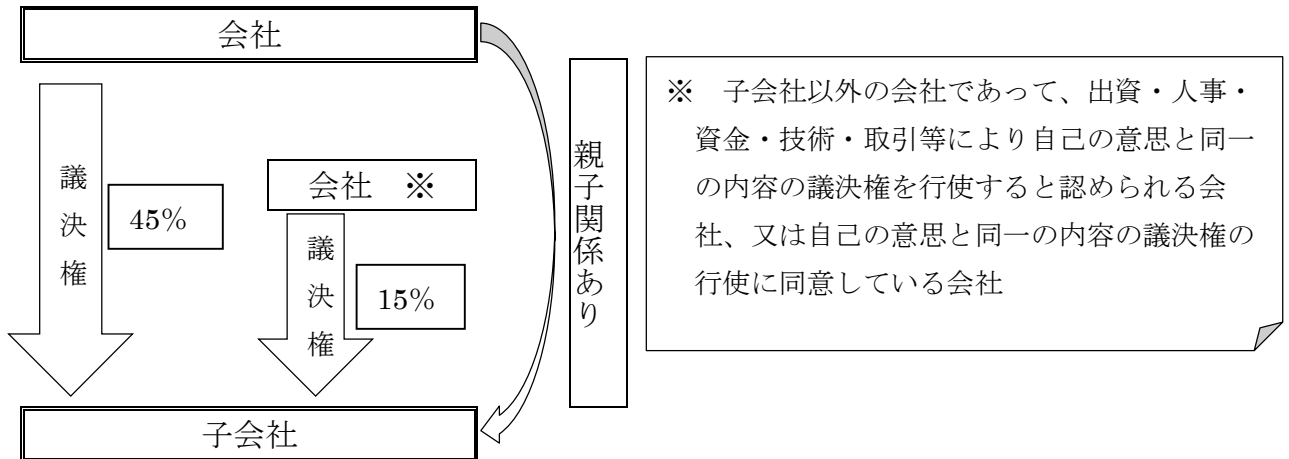 会社
議決権
45%
会社　※
議決権
15%
子会社
親子関係あり
※　子会社以外の会社であって、出資・人事・
資金・技術・取引等により自己の意思と同一
の内容の議決権を行使すると認められる会
社、又は自己の意思と同一の内容の議決権の
行使に同意している会社